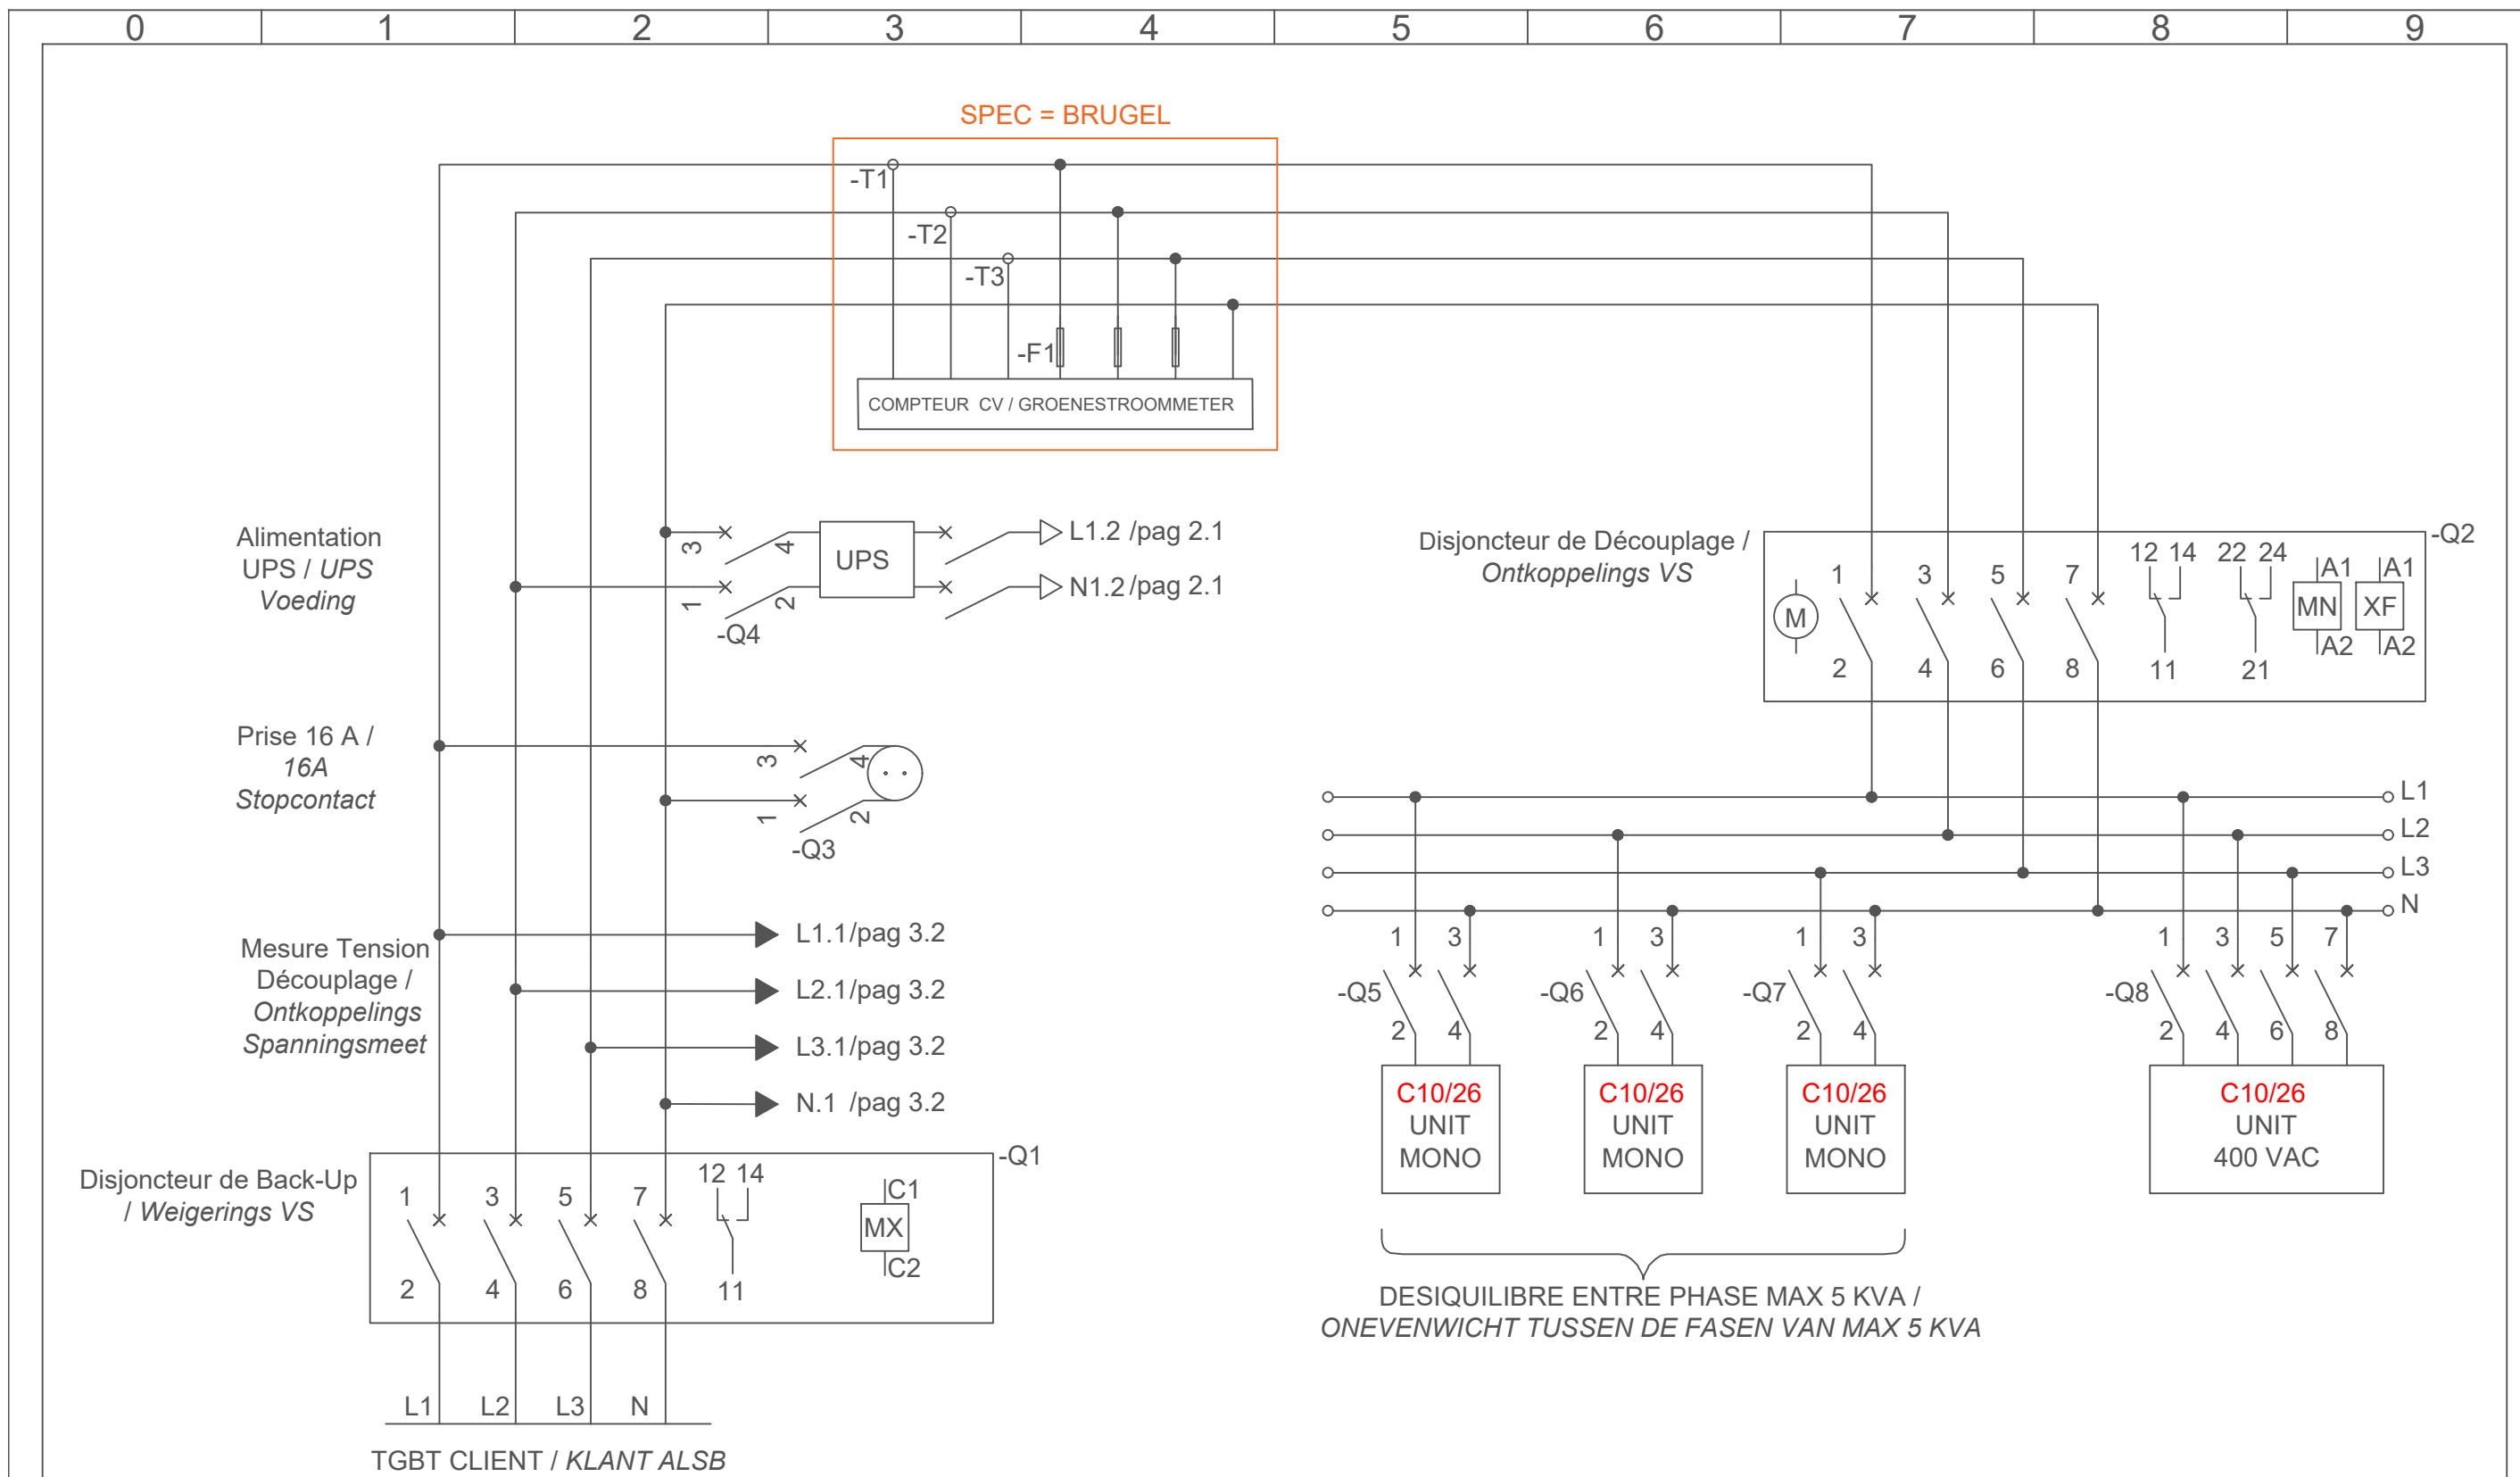 0 1 2 3 4 5 6 7 8 9
SPEC = BRUGEL
-T1
-T2
-T3
-F1
COMPTEUR CV / GROENESTROOMMETER
Alimentation
UPS / UPS
Voeding
3 4
UPS
L1.2 /pag 2.1
1 2
N1.2 /pag 2.1
-Q4
Disjoncteur de Découplage /
Ontkoppelings VS
-Q2
M
1 3 5 7
2 4 6 8
12 14
11
22 24
21
A1
MN
A2
A1
XF
A2
Prise 16 A /
16A
Stopcontact
3 4
1 2
-Q3
L1
L2
L3
N
Mesure Tension
Découplage /
Ontkoppelings
Spanningsmeet
L1.1/pag 3.2
L2.1/pag 3.2
L3.1/pag 3.2
N.1 /pag 3.2
1 3
-Q5
2 4
C10/26
UNIT
MONO
1 3
-Q6
2 4
C10/26
UNIT
MONO
1 3
-Q7
2 4
C10/26
UNIT
MONO
1 3 5 7
-Q8
2 4 6 8
C10/26
UNIT
400 VAC
DESIQUILIBRE ENTRE PHASE MAX 5 KVA /
ONEVENWICHT TUSSEN DE FASEN VAN MAX 5 KVA
Disjoncteur de Back-Up
/ Weigerings VS
-Q1
1 3 5 7
2 4 6 8
12 14
11
C1
MX
C2
L1 L2 L3 N
TGBT CLIENT / KLANT ALSB